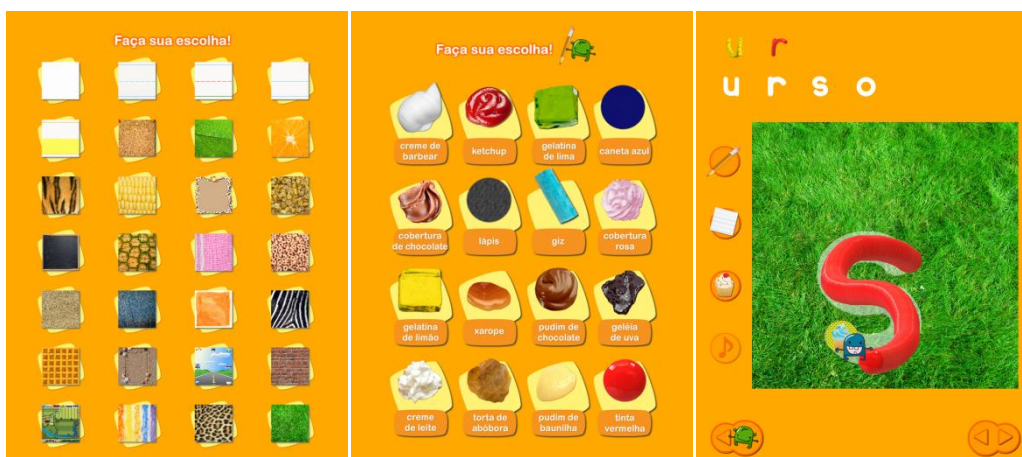 Faça sua escolha!
Faça sua escolha!
creme de
barbear
ketchup
gelatina
de lima
caneta azul
cobertura
de chocolate
lápis
giz
cobertura
rosa
gelatina
de limão
xarope
pudim de
chocolate
geléia
de uva
creme
de leite
torta de
abóbora
pudim de
baunilha
tinta
vermelha
u r
u r s o
s